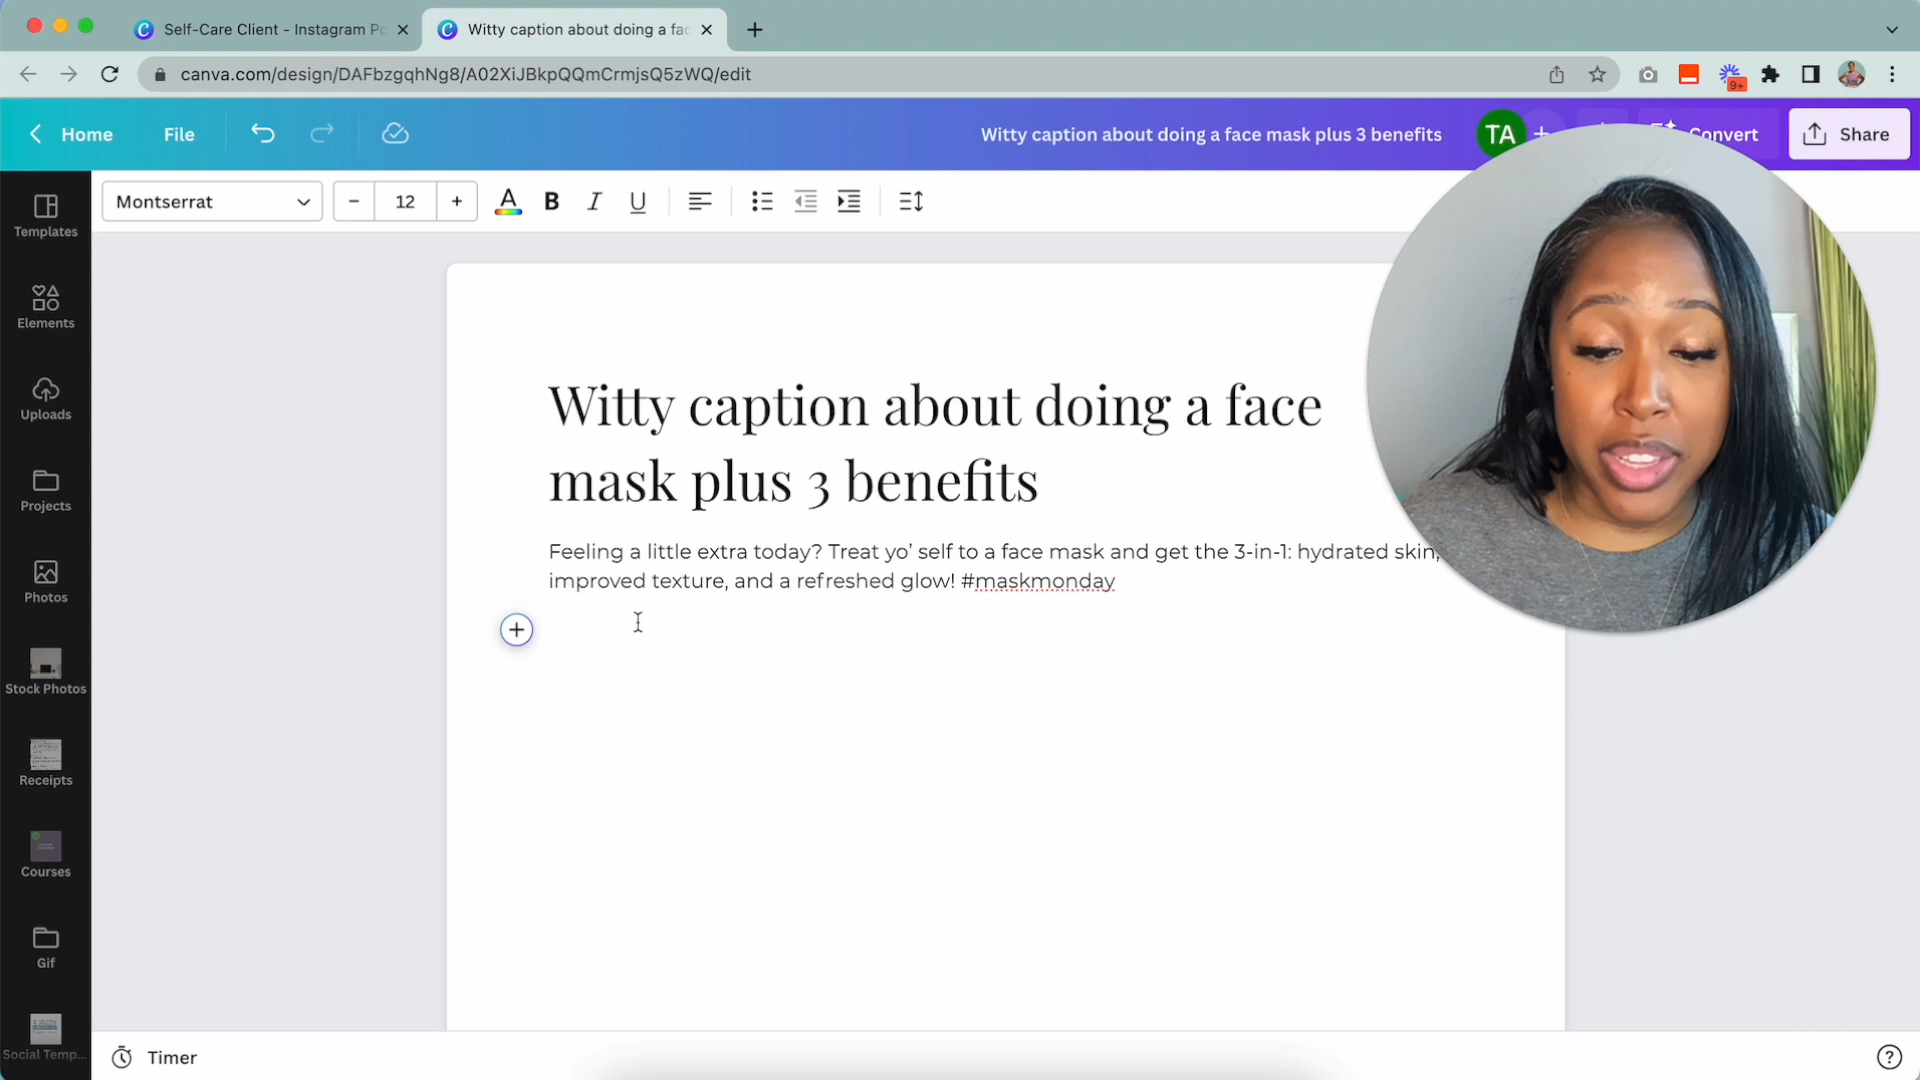 Self-Care Client - Instagram Po
Witty caption about doing a fac
canva.com/design/DAFbzgqhNg8/A02XiJBkpQQmCrmjsQ5zWQ/edit
9+
Home
File
Witty caption about doing a face mask plus 3 benefits
TA
Convert
Share
Montserrat
12
Templates
Elements
Uploads
Projects
Photos
Stock Photos
Receipts
Courses
Gif
Social Temp...
Witty caption about doing a face
mask plus 3 benefits
Feeling a little extra today? Treat yo’ self to a face mask and get the 3-in-1: hydrated skin,
improved texture, and a refreshed glow! #maskmonday
Timer